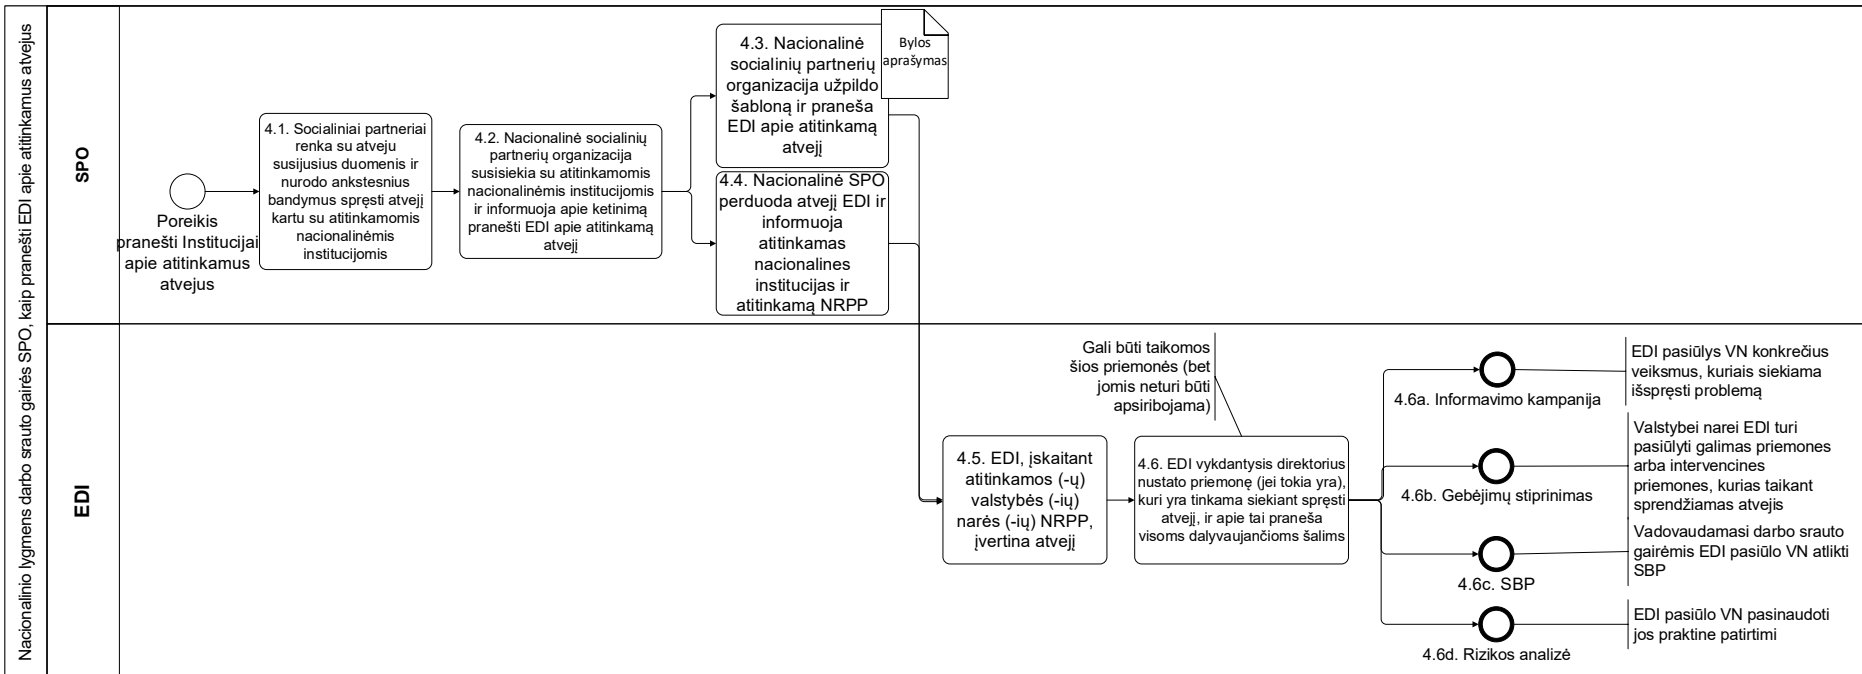 Nacionalinio lygmens darbo srauto gairės SPO, kaip pranešti EDI apie atitinkamus atvejus
SPO
Poreikis
pranešti Institucijai
apie atitinkamus
atvejus
4.1. Socialiniai partneriai
renka su atveju
susijusius duomenis ir
nurodo ankstesnius
bandymus spręsti atvejį
kartu su atitinkamomis
nacionalinėmis
institucijomis
4.2. Nacionalinė socialinių
partnerių organizacija
susisiekia su atitinkamomis
nacionalinėmis institucijomis
ir informuoja apie ketinimą
pranešti EDI apie atitinkamą
atvejį
4.3. Nacionalinė
socialinių partnerių
organizacija užpildo
šabloną ir praneša
EDI apie atitinkamą
atvejį
Bylos
aprašymas
4.4. Nacionalinė SPO
perduoda atvejį EDI ir
informuoja
atitinkamas
nacionalines
institucijas ir
atitinkamą NRPP
EDI
4.5. EDI, įskaitant
atitinkamos (-ų)
valstybės (-ių)
narės (-ių) NRPP,
įvertina atvejį
Gali būti taikomos
šios priemonės (bet
jomis neturi būti
apsiribojama)
4.6. EDI vykdantysis direktorius
nustato priemonę (jei tokia yra),
kuri yra tinkama siekiant spręsti
atvejį, ir apie tai praneša
visoms dalyvaujančioms šalims
4.6a. Informavimo kampanija
EDI pasiūlys VN konkrečius
veiksmus, kuriais siekiama
išspręsti problemą
4.6b. Gebėjimų stiprinimas
Valstybei narei EDI turi
pasiūlyti galimas priemones
arba intervencines
priemones, kurias taikant
sprendžiamas atvejis
4.6c. SBP
Vadovaudamasi darbo srauto
gairėmis EDI pasiūlo VN atlikti
SBP
4.6d. Rizikos analizė
EDI pasiūlo VN pasinaudoti
jos praktine patirtimi